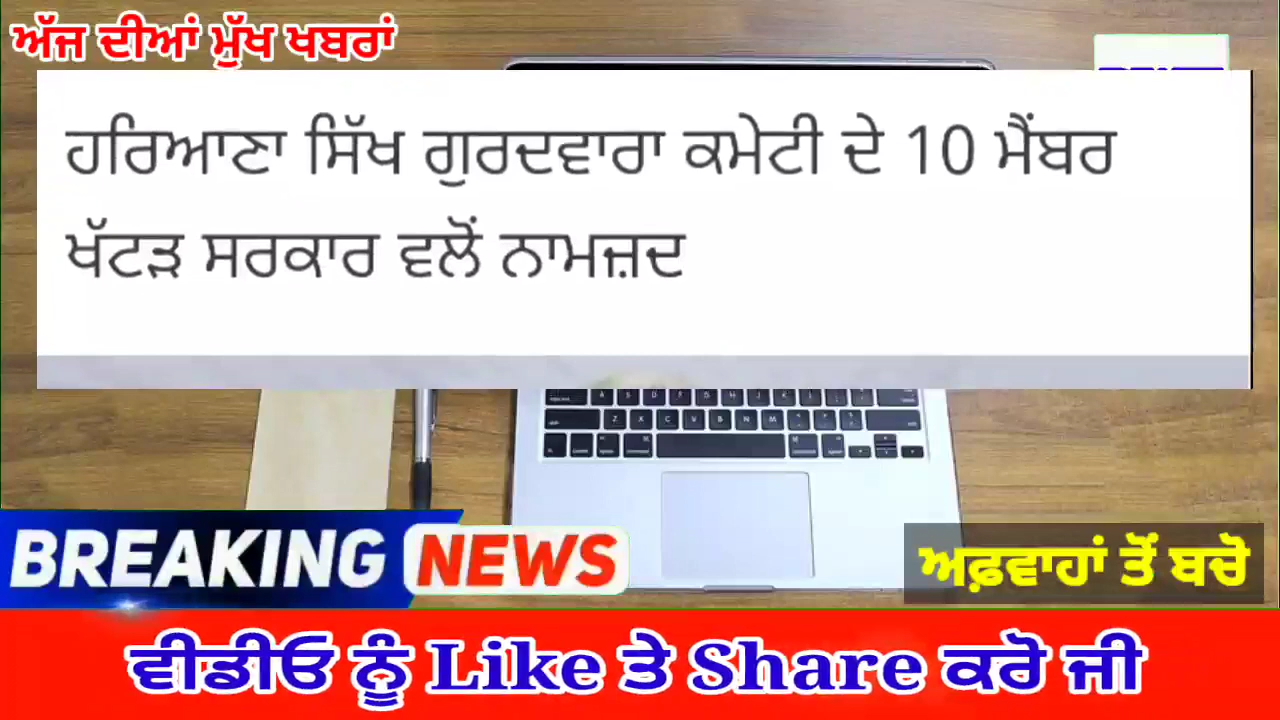 ਅੱਜ ਦੀਆਂ ਮੁੱਖ ਖਬਰਾਂ
ਹਰਿਆਣਾ ਸਿੱਖ ਗੁਰਦਵਾਰਾ ਕਮੇਟੀ ਦੇ 10 ਮੈਂਬਰ
ਖੱਟੜ ਸਰਕਾਰ ਵਲੋਂ ਨਾਮਜ਼ਦ
BREAKING NEWS
ਅਫ਼ਵਾਹਾਂ ਤੋਂ ਬਚੋ
ਵੀਡੀਓ ਨੂੰ Like ਤੇ Share ਕਰੋ ਜੀ